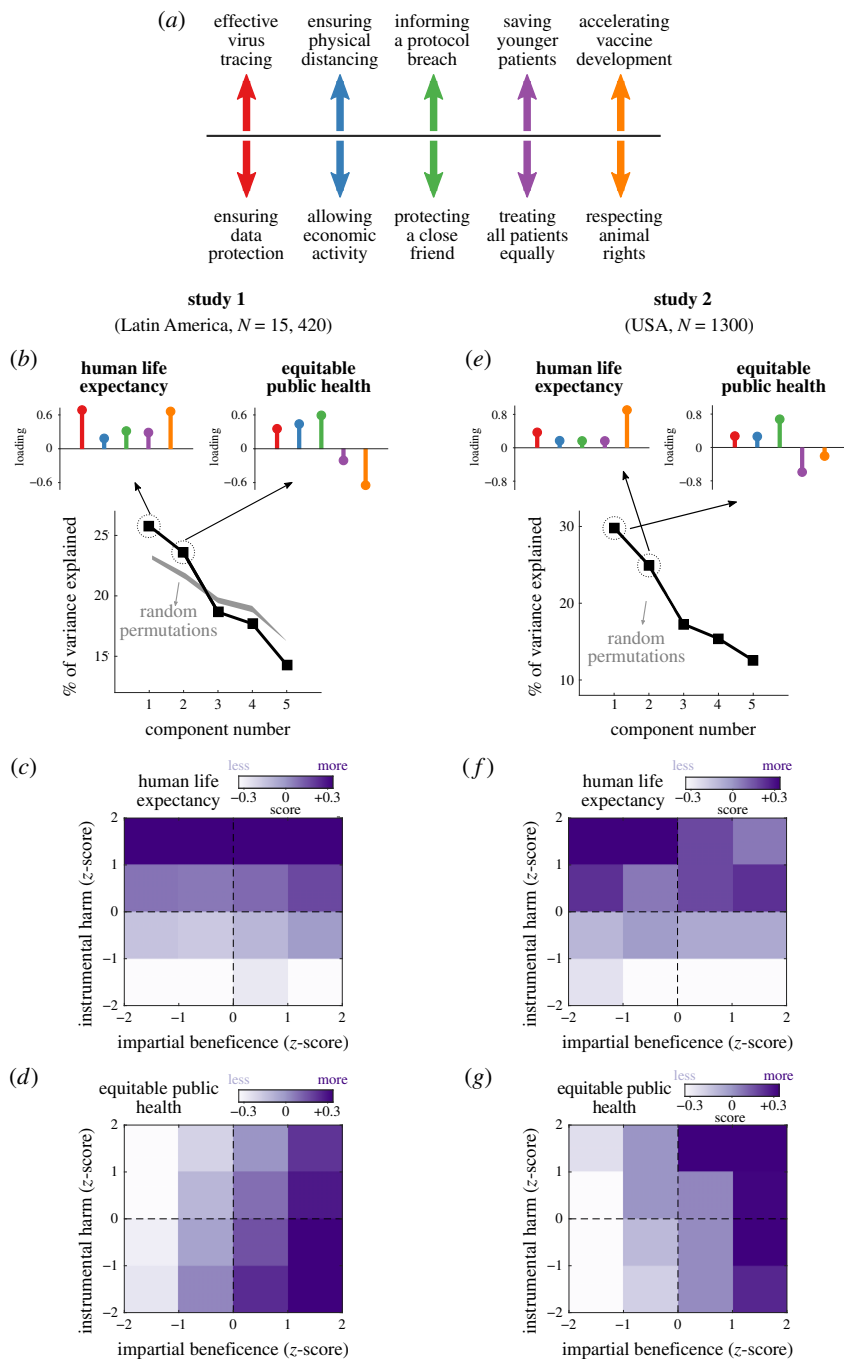 (a)
effective
virus
tracing
ensuring
physical
distancing
informing
a protocol
breach
saving
younger
patients
accelerating
vaccine
development
ensuring
data
protection
allowing
economic
activity
protecting
a close
friend
treating
all patients
equally
respecting
animal
rights
study 1
(Latin America, N = 15, 420)
(b)
human life
expectancy
equitable
public health
loading
0.6
0
−0.6
0.6
0
−0.6
% of variance explained
25
20
15
random
permutations
1 2 3 4 5
component number
study 2
(USA, N = 1300)
(e)
human life
expectancy
equitable
public health
loading
0.8
0
−0.8
0.8
0
−0.8
% of variance explained
30
20
10
random
permutations
1 2 3 4 5
component number
(c)
human life
expectancy
less more
−0.3 0 +0.3
score
instrumental harm (z-score)
2
1
0
−1
−2
−2 −1 0 1 2
impartial beneficence (z-score)
(f)
human life
expectancy
less more
−0.3 0 +0.3
score
instrumental harm (z-score)
2
1
0
−1
−2
−2 −1 0 1 2
impartial beneficence (z-score)
(d)
equitable public
health
less more
−0.3 0 +0.3
score
instrumental harm (z-score)
2
1
0
−1
−2
−2 −1 0 1 2
impartial beneficence (z-score)
(g)
equitable public
health
less more
−0.3 0 +0.3
score
instrumental harm (z-score)
2
1
0
−1
−2
−2 −1 0 1 2
impartial beneficence (z-score)